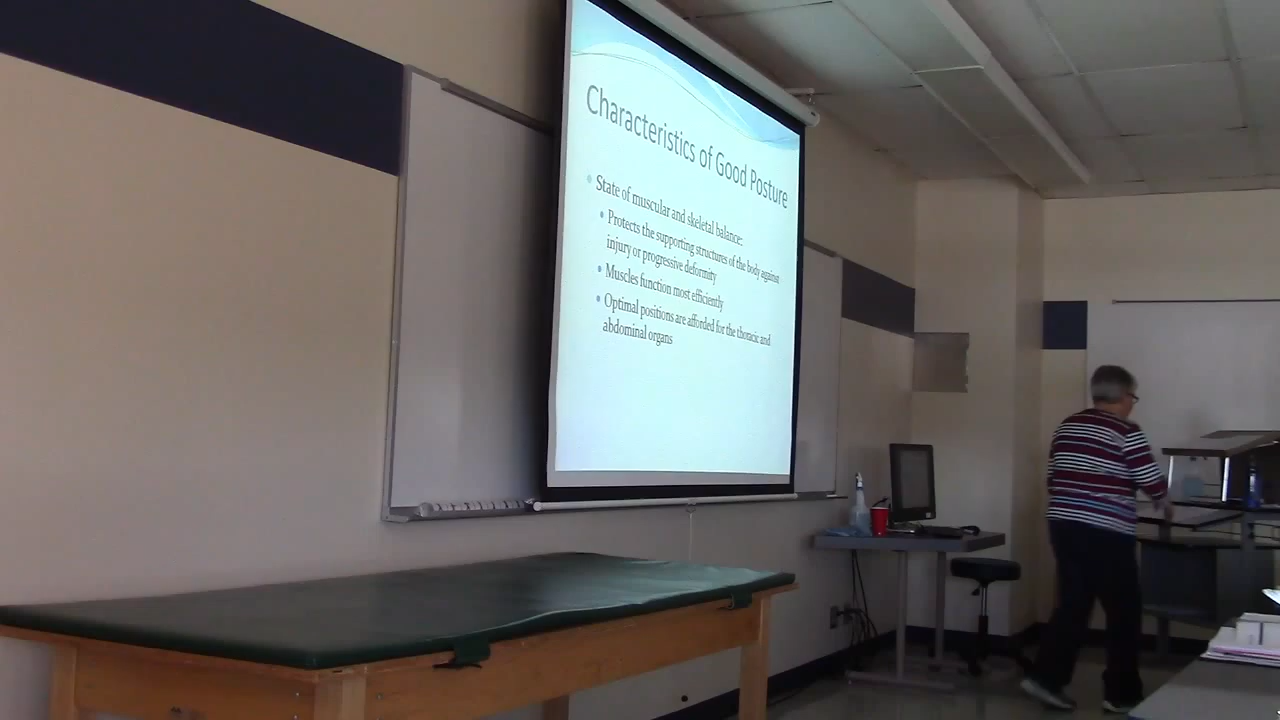 Characteristics of Good Posture
State of muscular and skeletal balance:
Protects the supporting structures of the body against
injury or progressive deformity
Muscles function most efficiently
Optimal positions are afforded for the thoracic and
abdominal organs